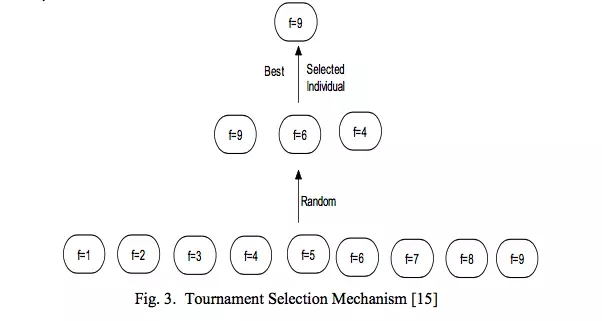 f=9
Best Selected
Individual
f=9 f=6 f=4
Random
f=1 f=2 f=3 f=4 f=5 f=6 f=7 f=8 f=9
Fig. 3. Tournament Selection Mechanism [15]